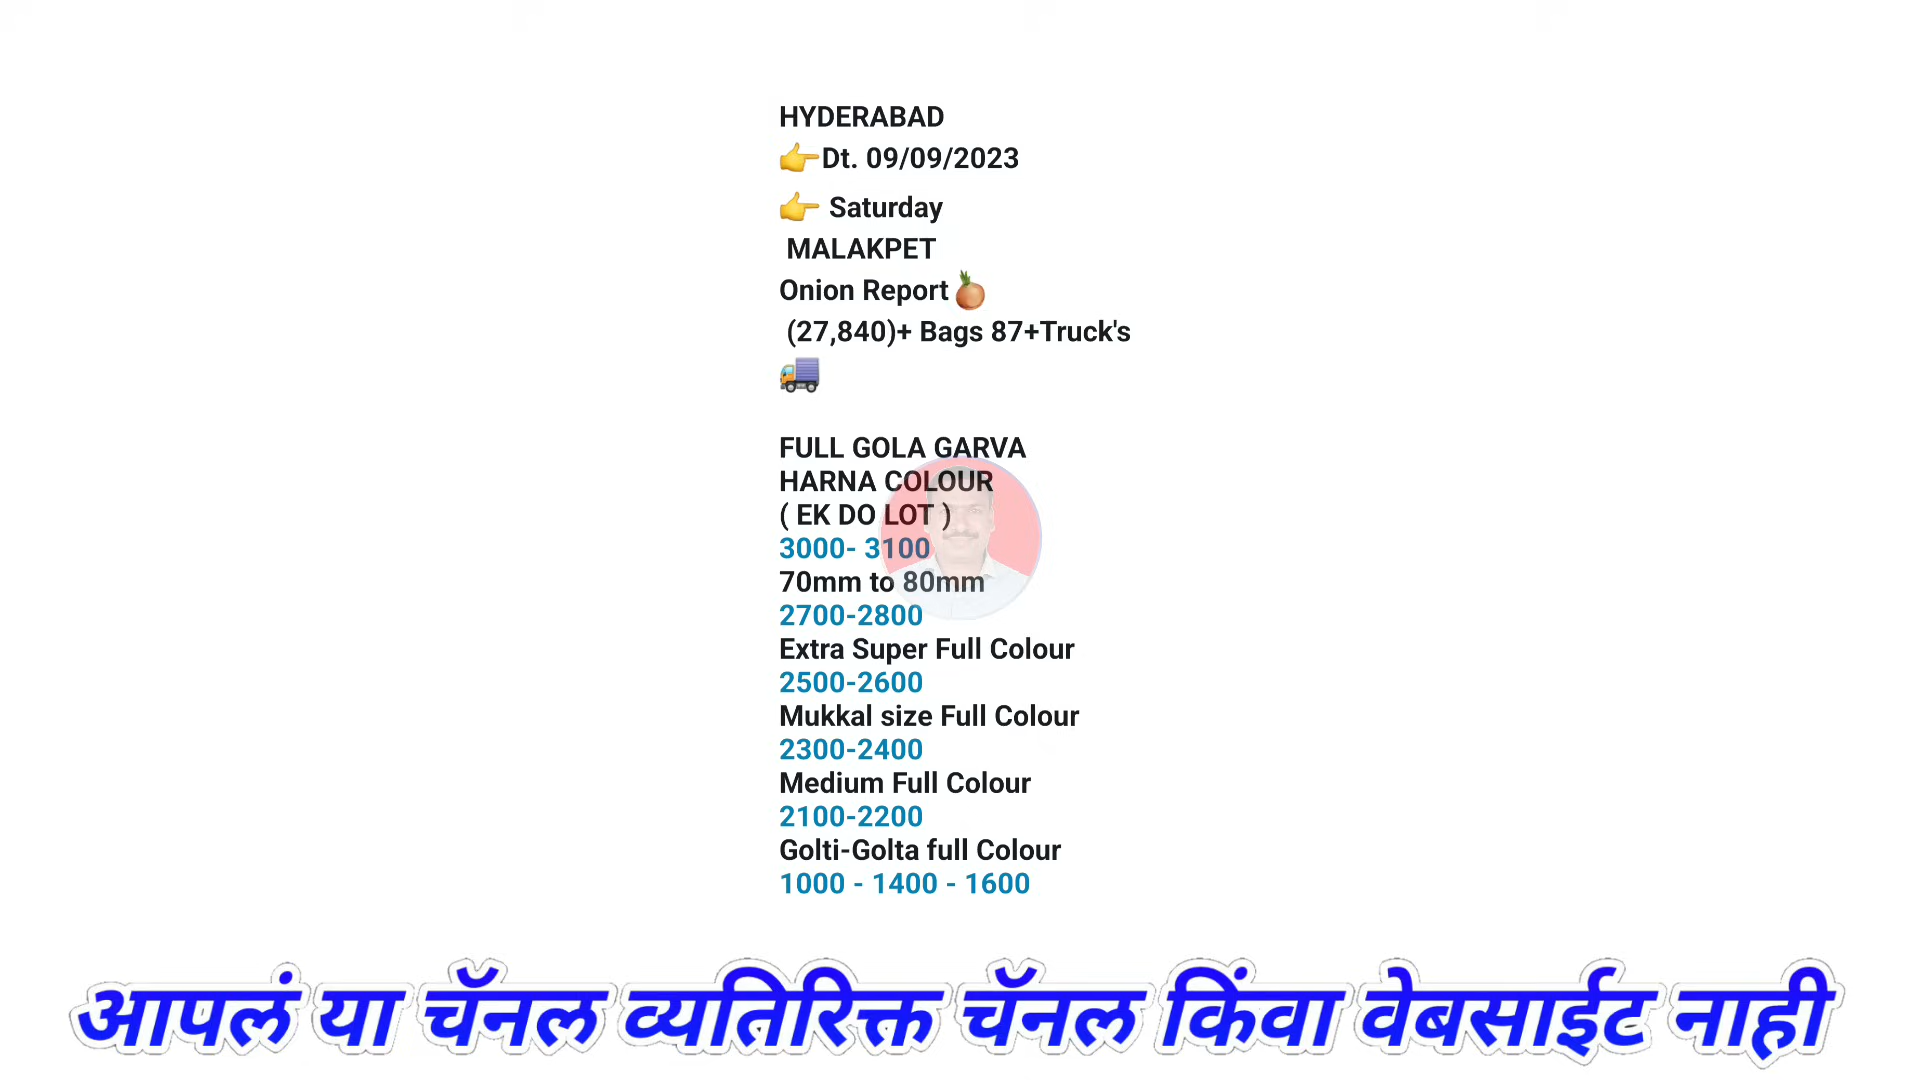 HYDERABAD
👉Dt. 09/09/2023
👉 Saturday
MALAKPET
Onion Report🧅
(27,840)+ Bags 87+Truck's
🚚
FULL GOLA GARVA
HARNA COLOUR
( EK DO LOT )
3000- 3100
70mm to 80mm
2700-2800
Extra Super Full Colour
2500-2600
Mukkal size Full Colour
2300-2400
Medium Full Colour
2100-2200
Golti-Golta full Colour
1000 - 1400 - 1600
आपलं या चॅनल व्यतिरिक्त चॅनल किंवा वेबसाईट नाही